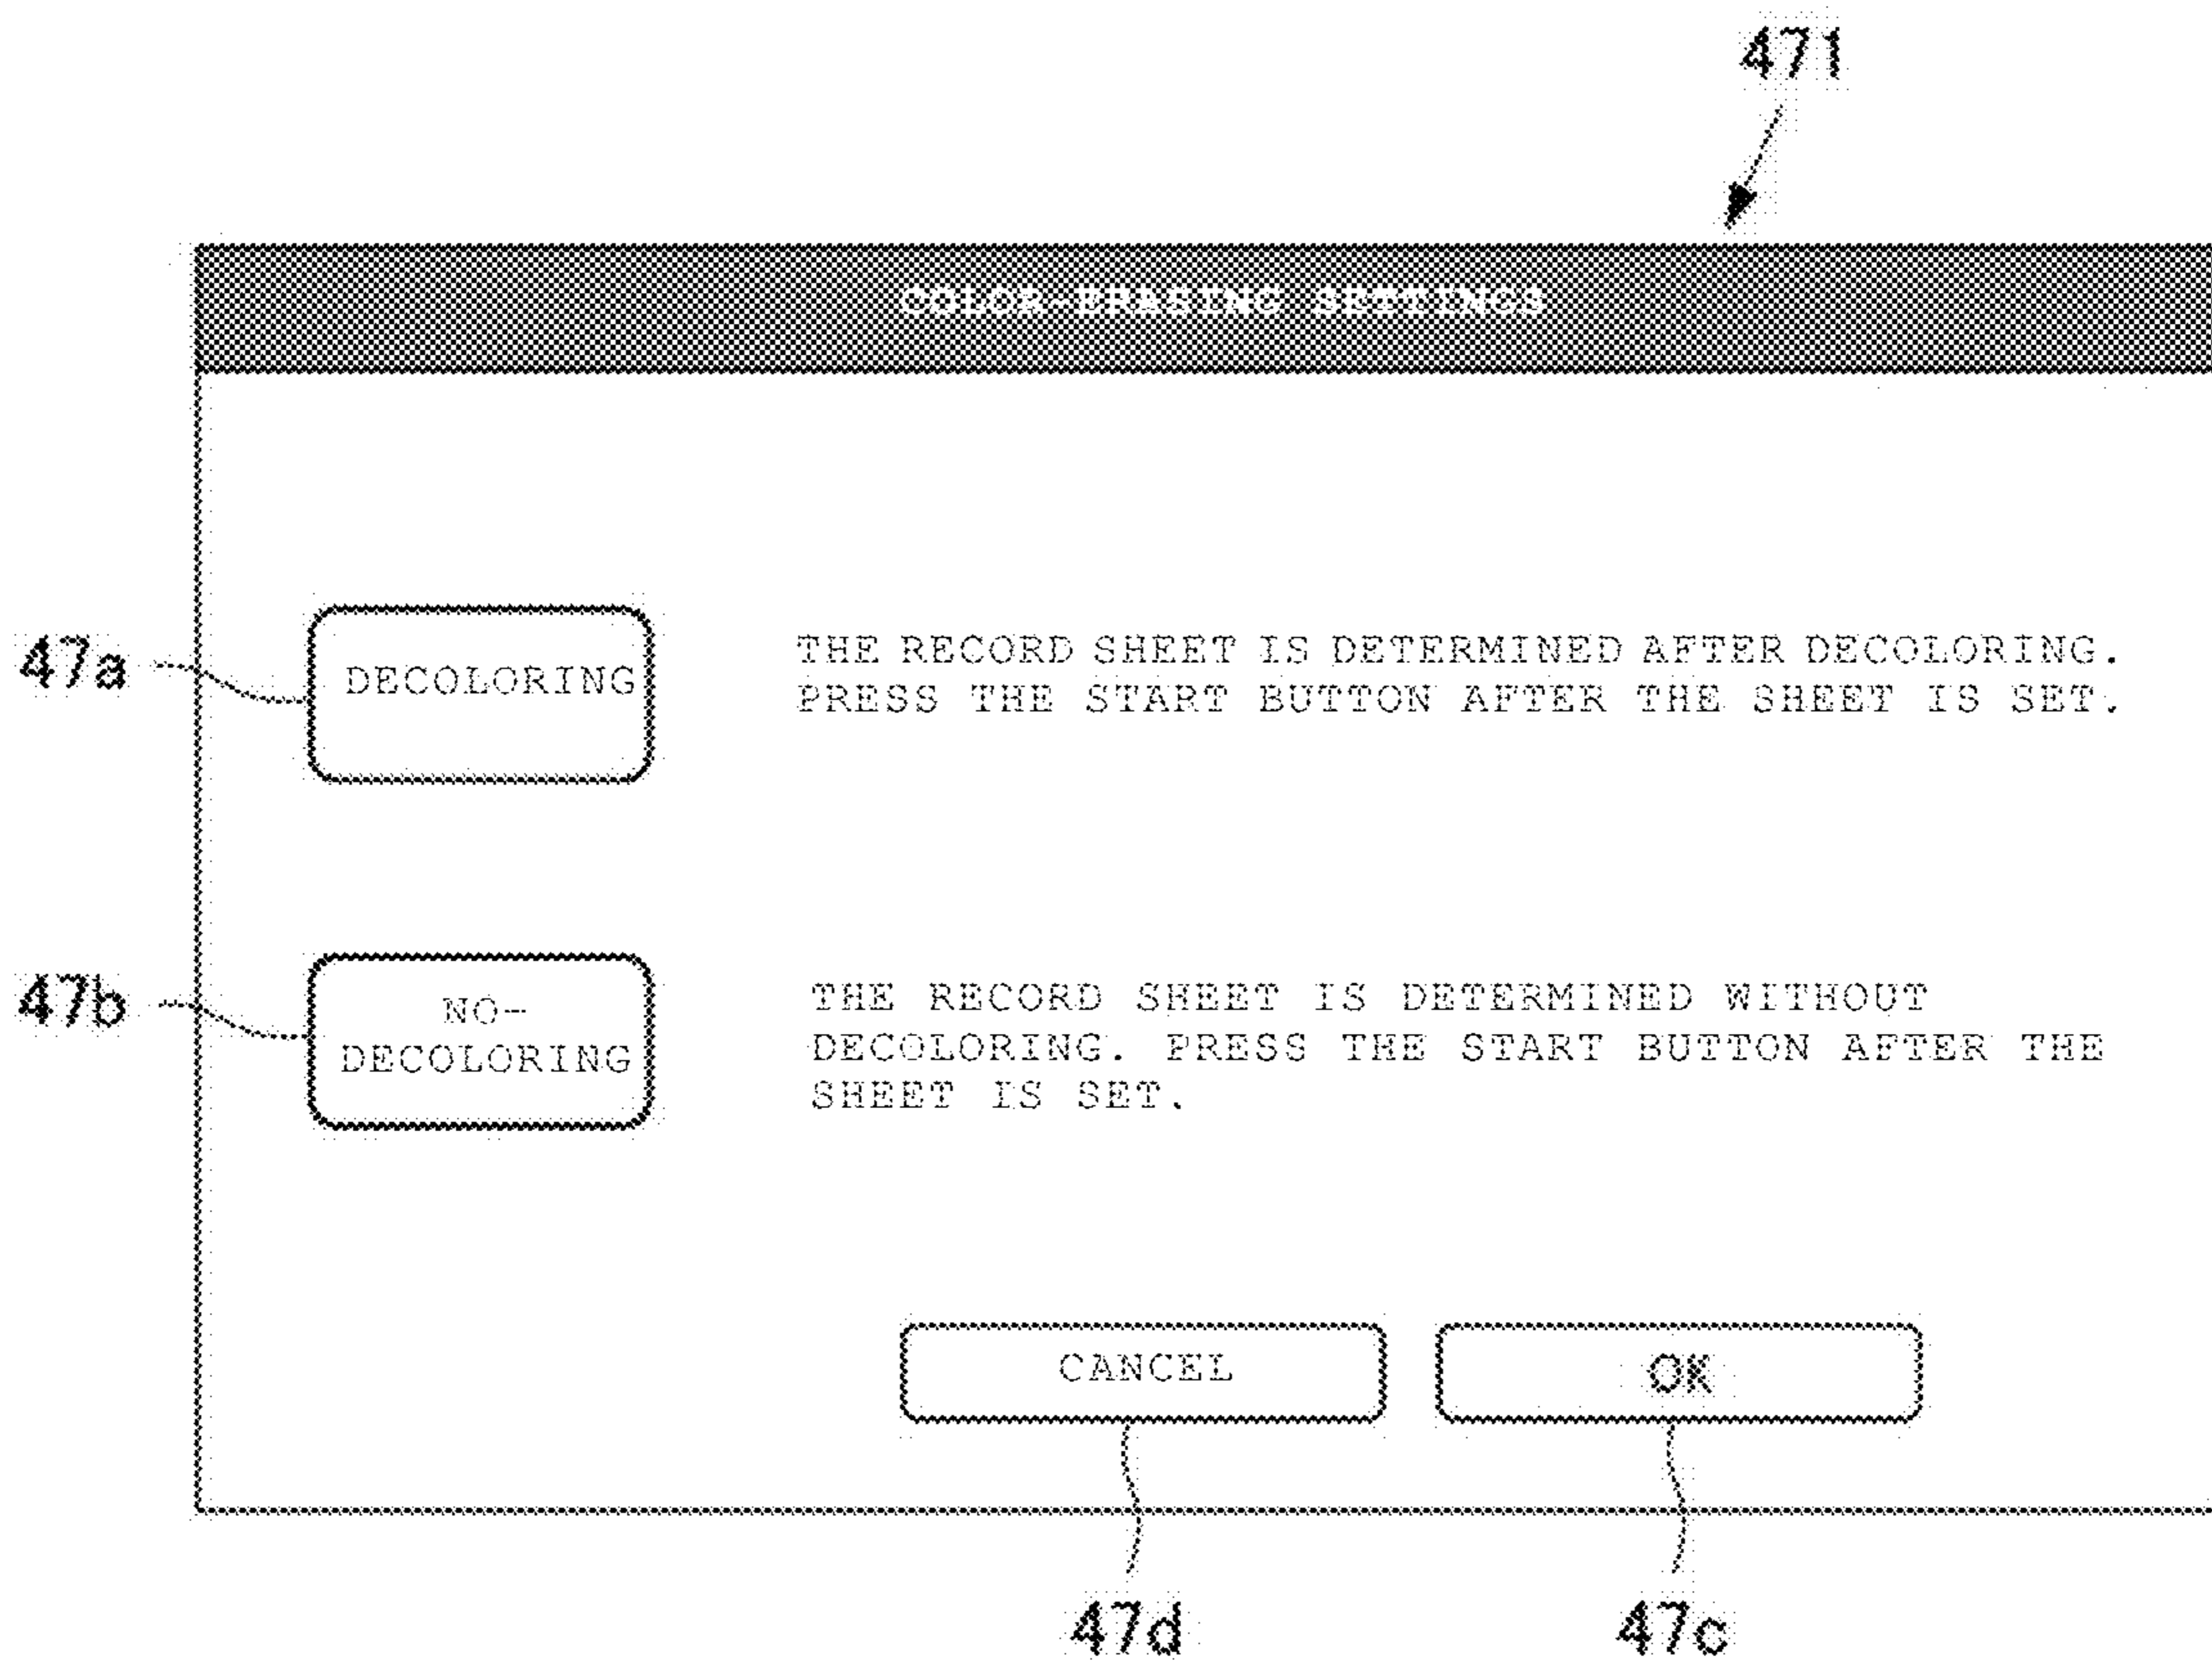 471
COLOR-ERASING SETTINGS
47a
DECOLORING
THE RECORD SHEET IS DETERMINED AFTER DECOLORING.
PRESS THE START BUTTON AFTER THE SHEET IS SET.
47b
NO-
DECOLORING
THE RECORD SHEET IS DETERMINED WITHOUT
DECOLORING. PRESS THE START BUTTON AFTER THE
SHEET IS SET.
CANCEL
OK
47d
47c